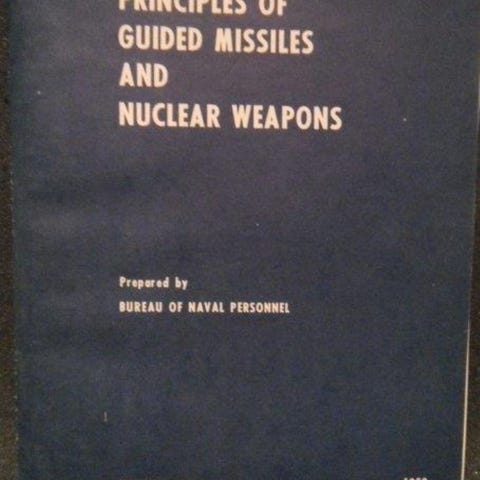 PRINCIPLES OF
GUIDED MISSILES
AND
NUCLEAR WEAPONS
Prepared by
BUREAU OF NAVAL PERSONNEL